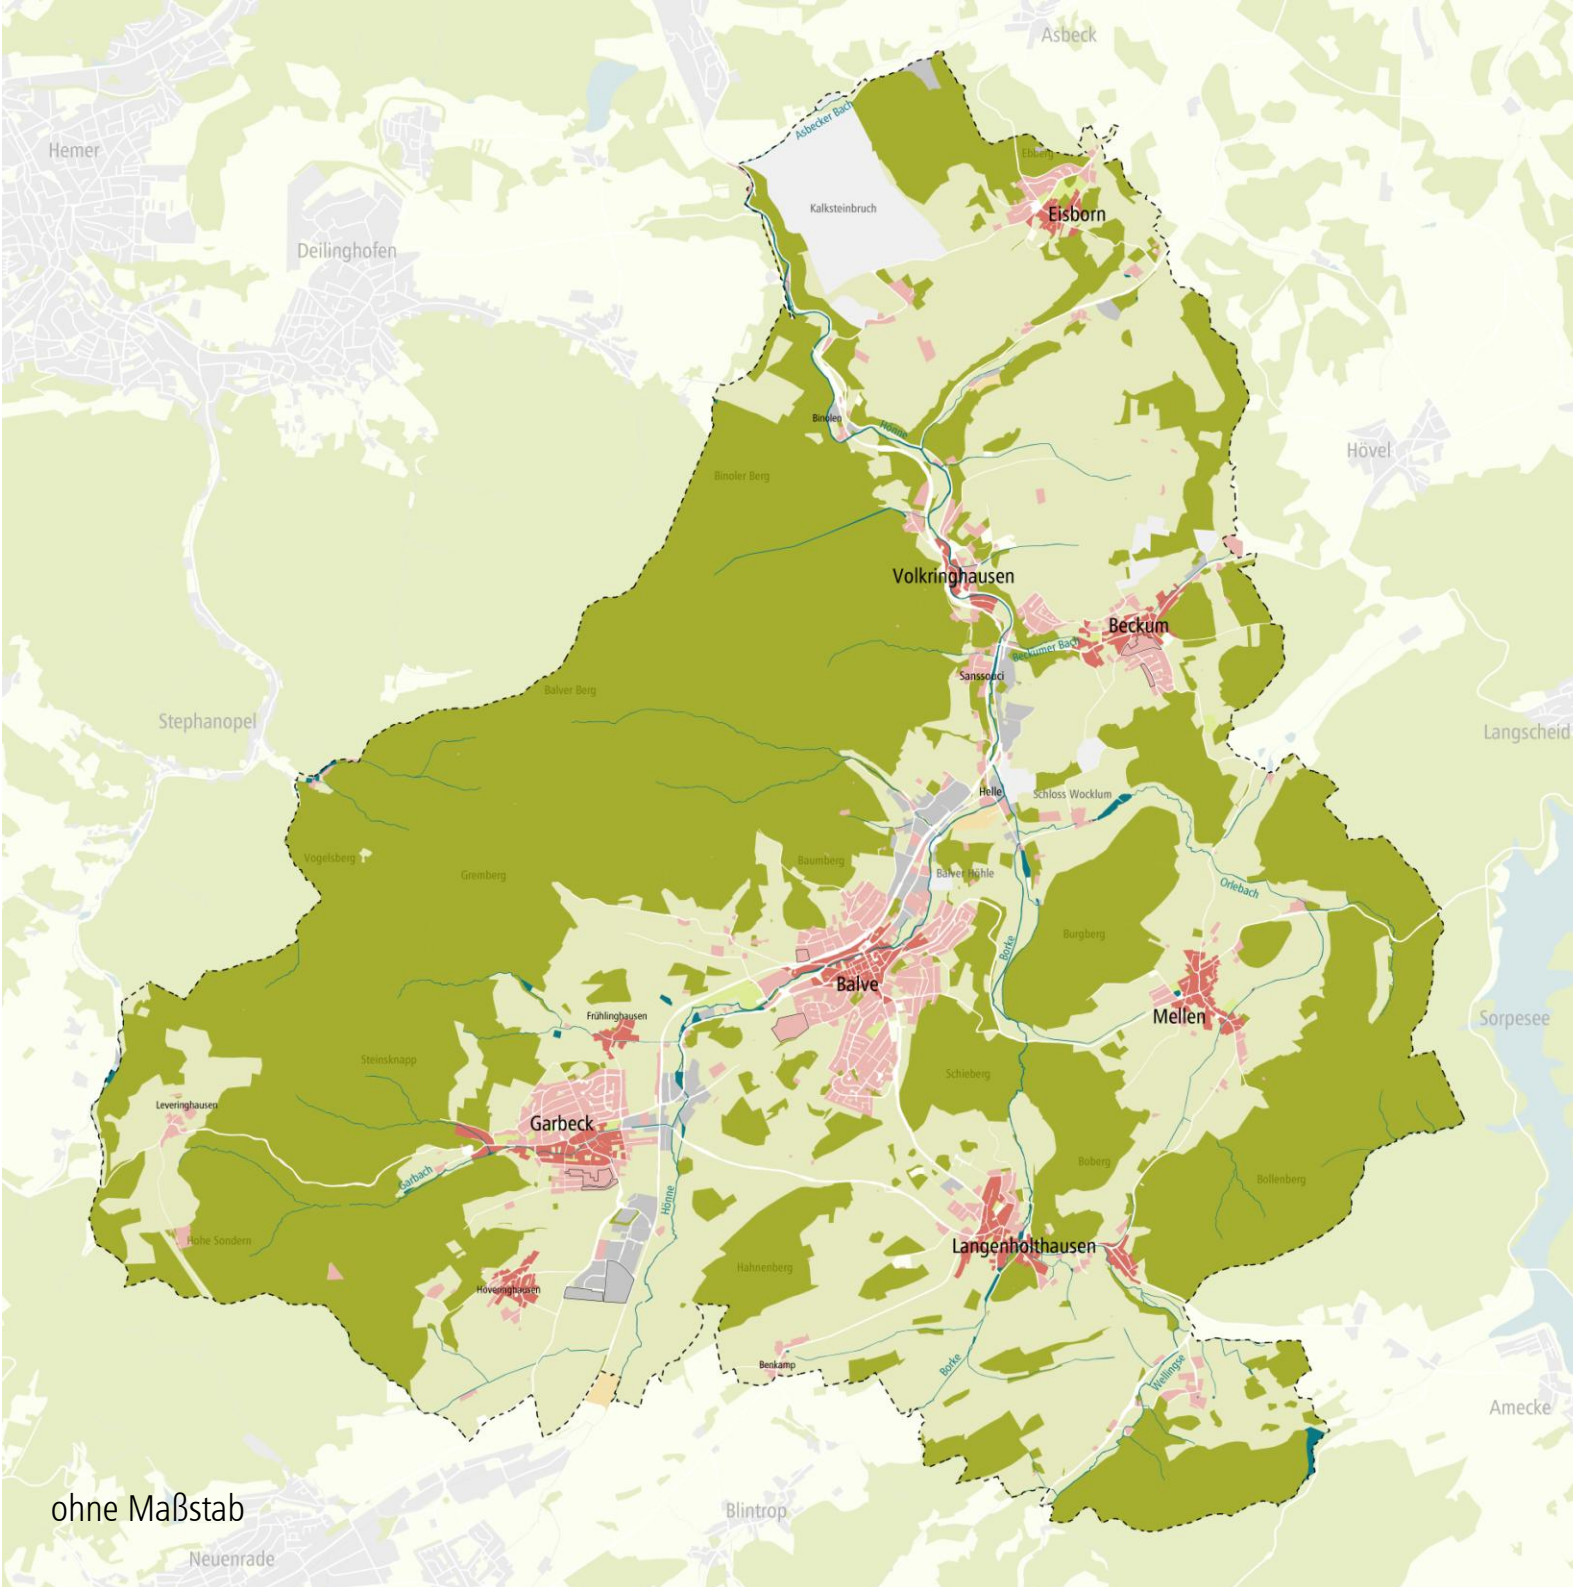 Asbeck
Asbecker Bach
Hemer
Ebberg
Kalksteinbruch
Eisborn
Deilinghofen
Binolen
Hönne
Hövel
Binoler Berg
Volkringhausen
Beckum
Beckumer Bach
Sanssouci
Balver Berg
Stephanopel
Langscheid
Helle
Schloss Wocklum
Vogelsberg
Baumberg
Gremberg
Balver Höhle
Orlebach
Burgberg
Borke
Balve
Frühlinghausen
Mellen
Sorpesee
Steinsknapp
Schieberg
Leveringhausen
Garbeck
Boberg
Garbach
Bollenberg
Hönne
Hohe Sondern
Langenholthausen
Hahnenberg
Höveringhausen
Benkamp
Borke
Wellingse
Amecke
ohne Maßstab
Blintrop
Neuenrade